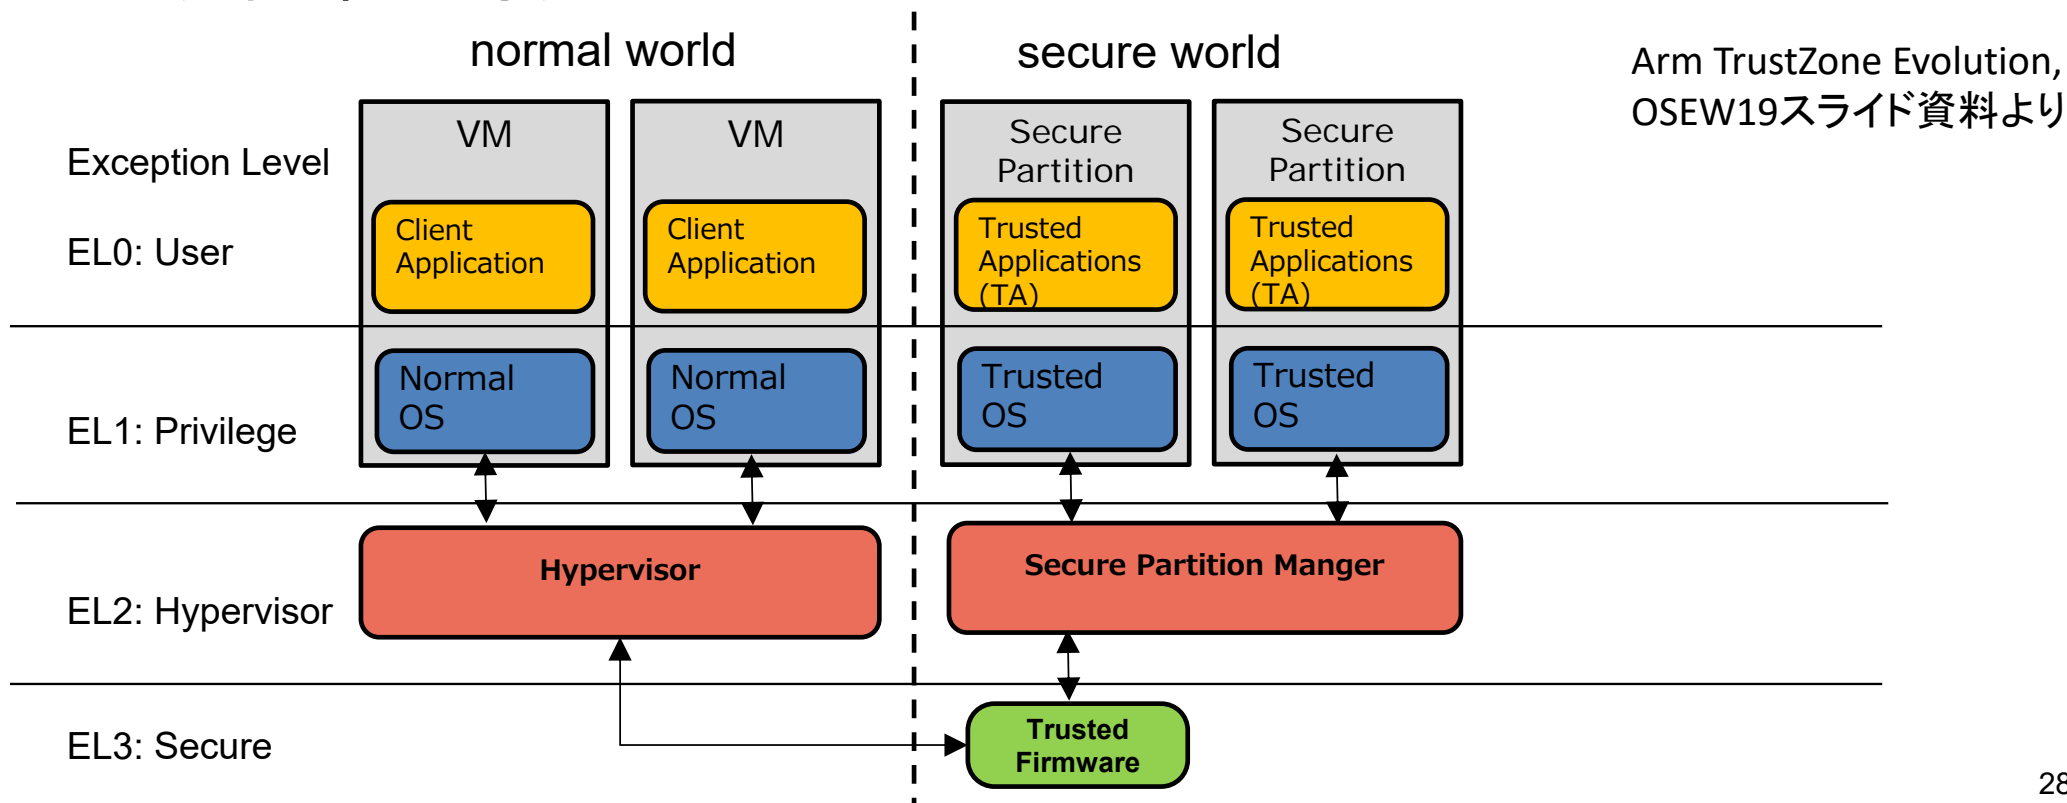 normal world
secure world
Arm TrustZone Evolution,
OSEW19スライド資料より
Exception Level
VM
VM
Secure
Partition
Secure
Partition
EL0: User
Client
Application
Client
Application
Trusted
Applications
(TA)
Trusted
Applications
(TA)
EL1: Privilege
Normal
OS
Normal
OS
Trusted
OS
Trusted
OS
EL2: Hypervisor
Hypervisor
Secure Partition Manger
EL3: Secure
Trusted
Firmware
28